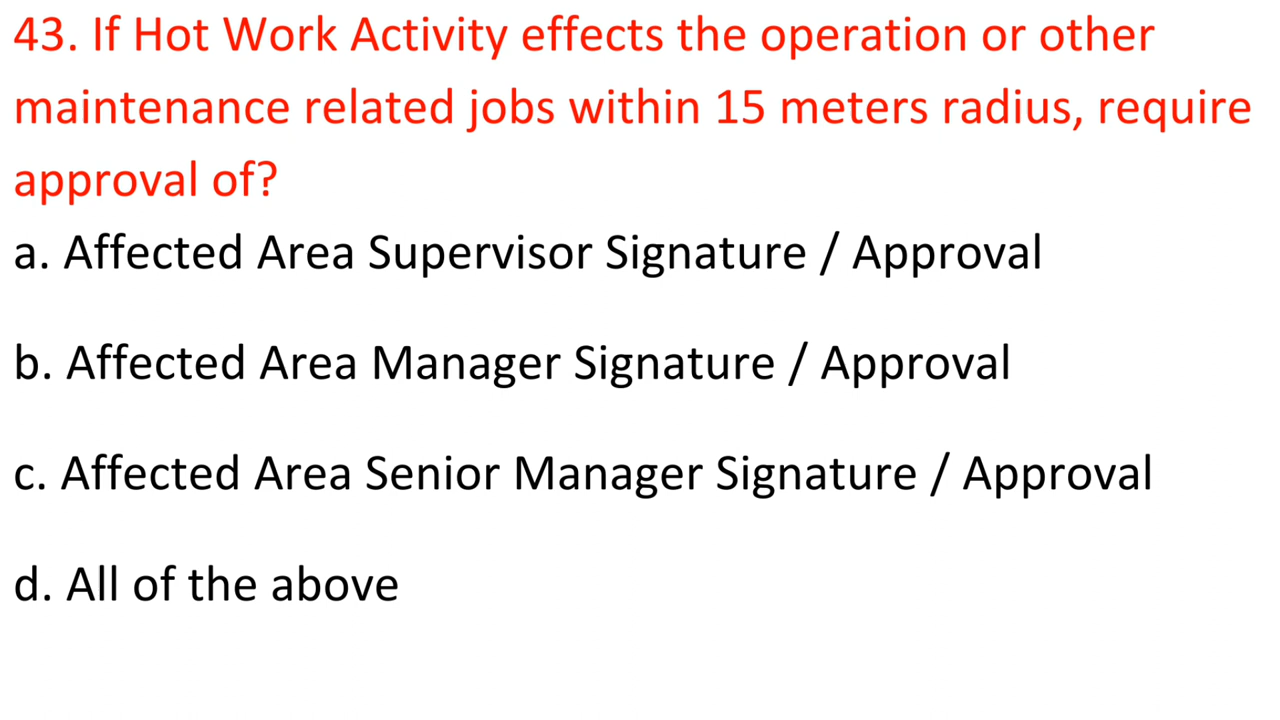 43. If Hot Work Activity effects the operation or other
maintenance related jobs within 15 meters radius, require
approval of?
a. Affected Area Supervisor Signature / Approval
b. Affected Area Manager Signature / Approval
c. Affected Area Senior Manager Signature / Approval
d. All of the above